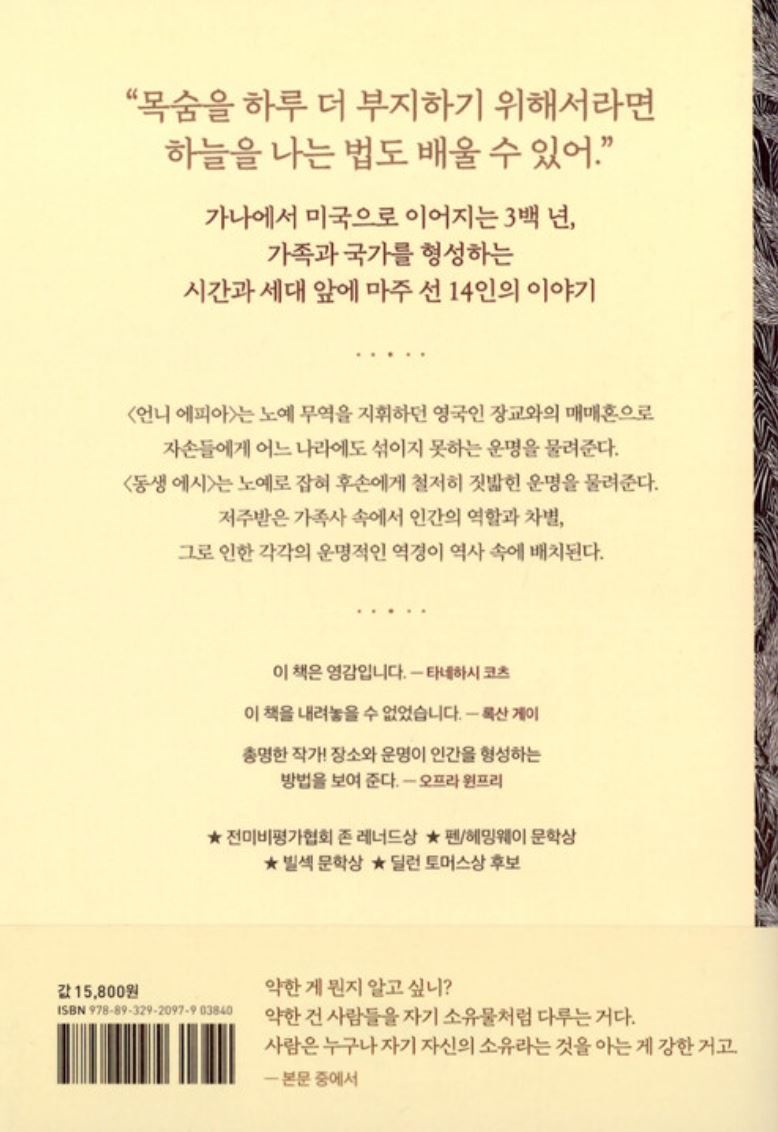 “목숨을 하루 더 부지하기 위해서라면
하늘을 나는 법도 배울 수 있어.”
가나에서 미국으로 이어지는 3백 년,
가족과 국가를 형성하는
시간과 세대 앞에 마주 선 14인의 이야기
〈언니 에피아〉는 노예 무역을 지휘하던 영국인 장교와의 매매혼으로
자손들에게 어느 나라에도 섞이지 못하는 운명을 물려준다.
〈동생 에시〉는 노예로 잡혀 후손에게 철저히 짓밟힌 운명을 물려준다.
저주받은 가족사 속에서 인간의 역할과 차별,
그로 인한 각각의 운명적인 역경이 역사 속에 배치된다.
이 책은 영감입니다. — 타네하시 코츠
이 책을 내려놓을 수 없었습니다. — 록산 게이
총명한 작가! 장소와 운명이 인간을 형성하는
방법을 보여 준다. — 오프라 윈프리
★ 전미비평가협회 존 레너드상 ★ 펜/헤밍웨이 문학상
★ 빌섹 문학상 ★ 딜런 토머스상 후보
값 15,800원
ISBN 978-89-329-2097-9 03840
약한 게 뭔지 알고 싶니?
약한 건 사람들을 자기 소유물처럼 다루는 거다.
사람은 누구나 자기 자신의 소유라는 것을 아는 게 강한 거고.
— 본문 중에서